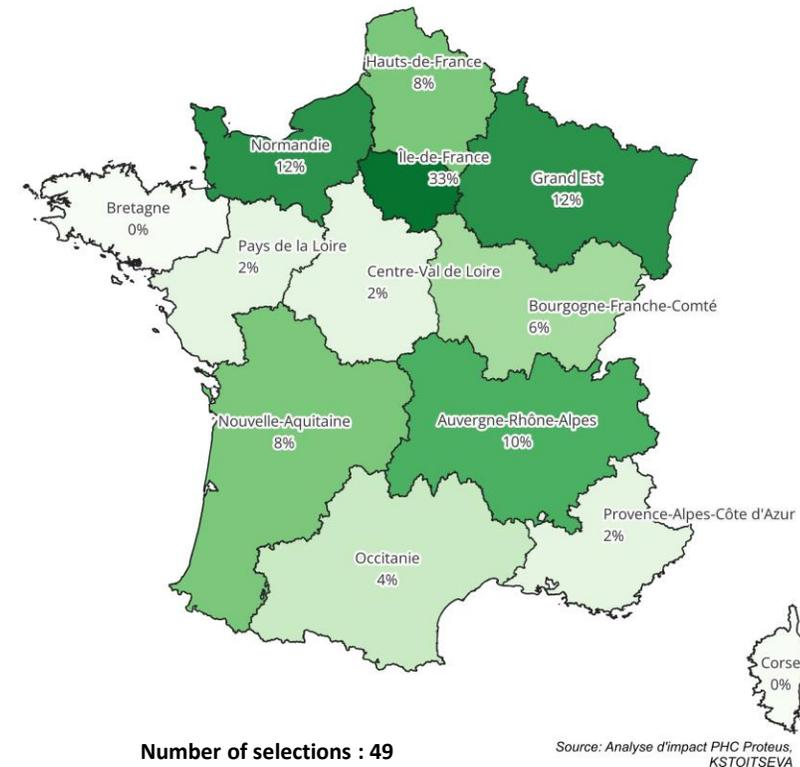 Hauts-de-France
8%
Normandie
12%
Île-de-France
33%
Grand Est
12%
Bretagne
0%
Pays de la Loire
2%
Centre-Val de Loire
2%
Bourgogne-Franche-Comté
6%
Nouvelle-Aquitaine
8%
Auvergne-Rhône-Alpes
10%
Provence-Alpes-Côte d'Azur
2%
Occitanie
4%
Corse
0%
Number of selections : 49
Source: Analyse d'impact PHC Proteus,
KSTOITSEVA